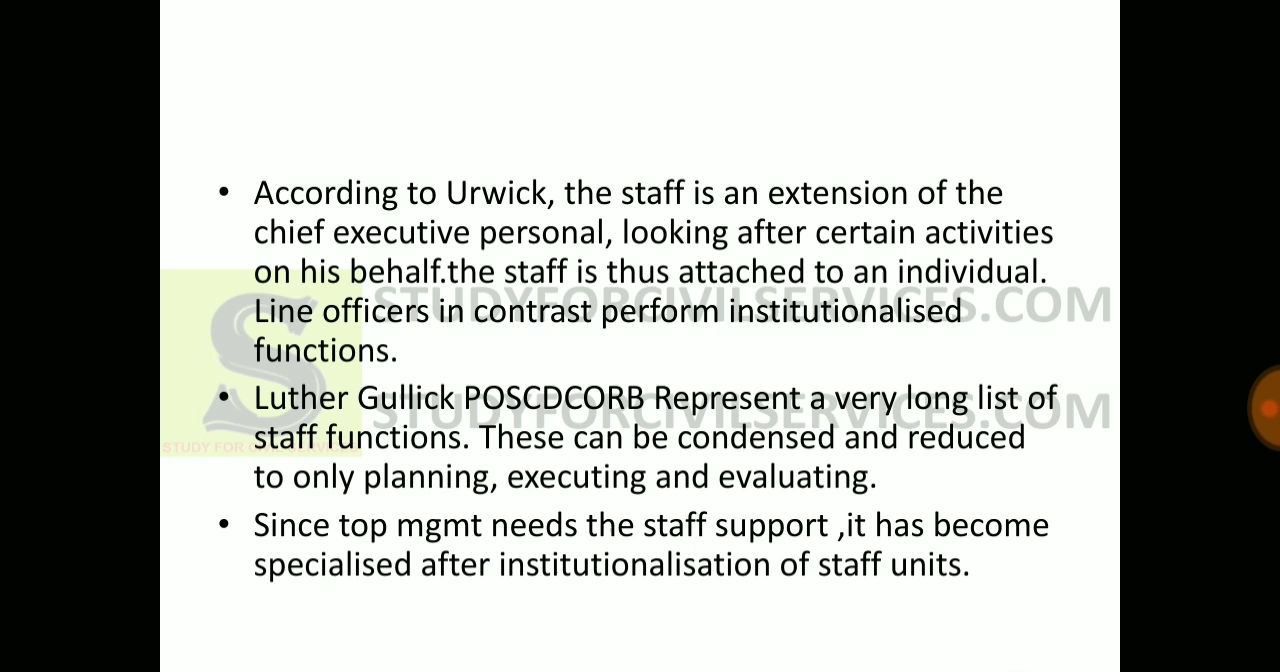 • According to Urwick, the staff is an extension of the
chief executive personal, looking after certain activities
on his behalf.the staff is thus attached to an individual.
STUDYFORCIVILSERVICES.COM
Line officers in contrast perform institutionalised
functions.
• Luther Gullick POSCDCORB Represent a very long list of
STUDYFORCIVILSERVICES.COM
staff functions. These can be condensed and reduced
STUDY FOR CIVIL SERVICES
to only planning, executing and evaluating.
• Since top mgmt needs the staff support ,it has become
specialised after institutionalisation of staff units.